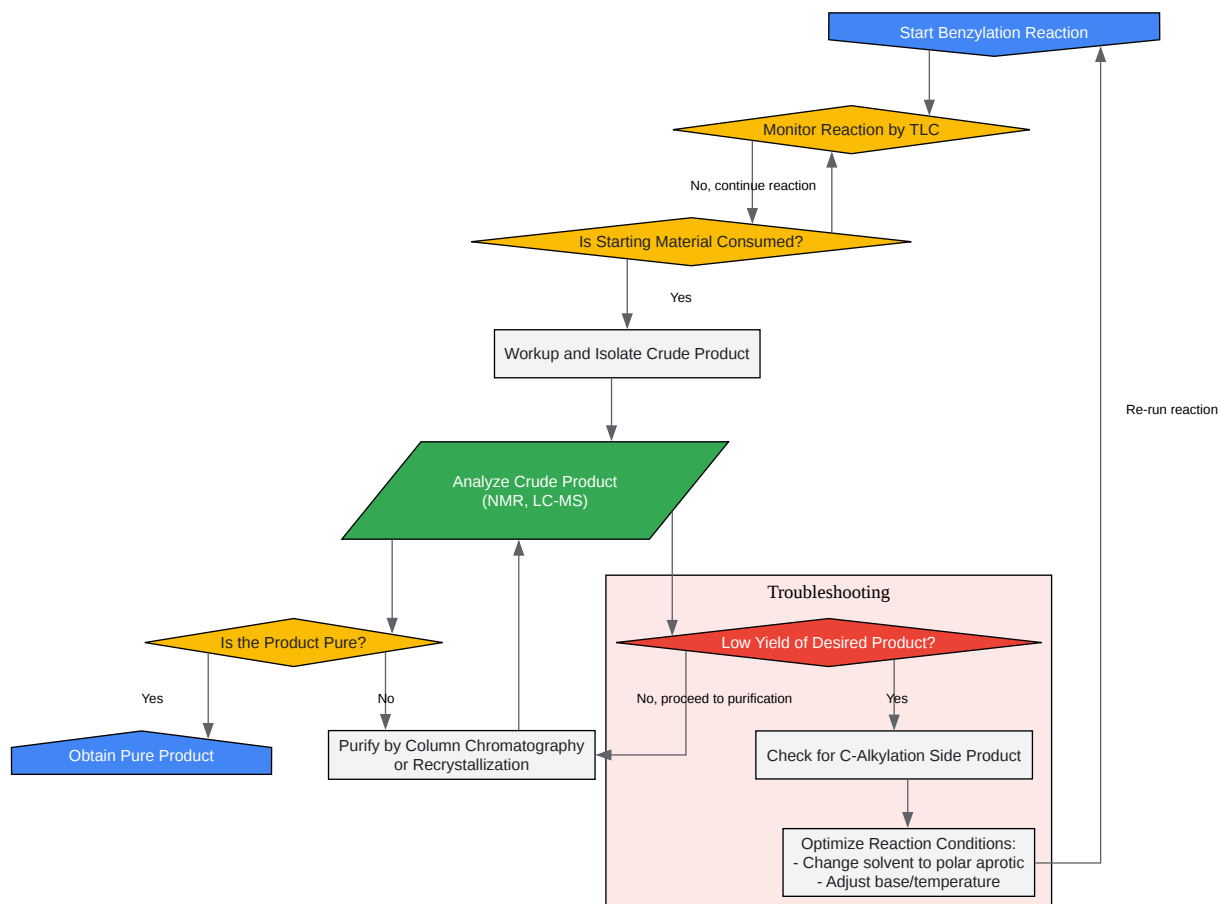 Start Benzylation Reaction
Monitor Reaction by TLC
No, continue reaction
Is Starting Material Consumed?
Yes
Workup and Isolate Crude Product
Re-run reaction
Analyze Crude Product
(NMR, LC-MS)
Troubleshooting
Is the Product Pure?
Low Yield of Desired Product?
Yes
No
No, proceed to purification
Yes
Obtain Pure Product
Purify by Column Chromatography
or Recrystallization
Check for C-Alkylation Side Product
Optimize Reaction Conditions:
- Change solvent to polar aprotic
- Adjust base/temperature